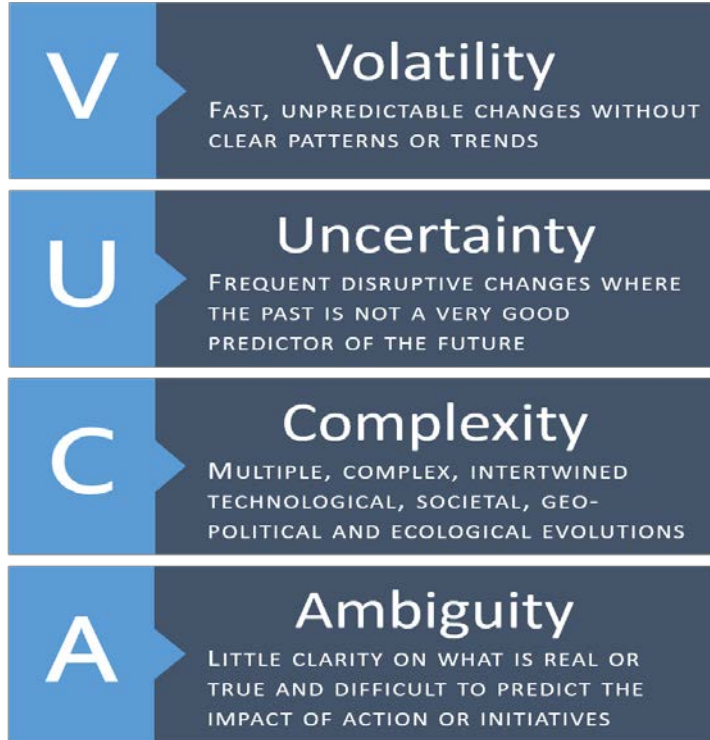 V
Volatility
Fast, unpredictable changes without
clear patterns or trends
U
Uncertainty
Frequent disruptive changes where
the past is not a very good
predictor of the future
C
Complexity
Multiple, complex, intertwined
technological, societal, geo-
political and ecological evolutions
A
Ambiguity
Little clarity on what is real or
true and difficult to predict the
impact of action or initiatives